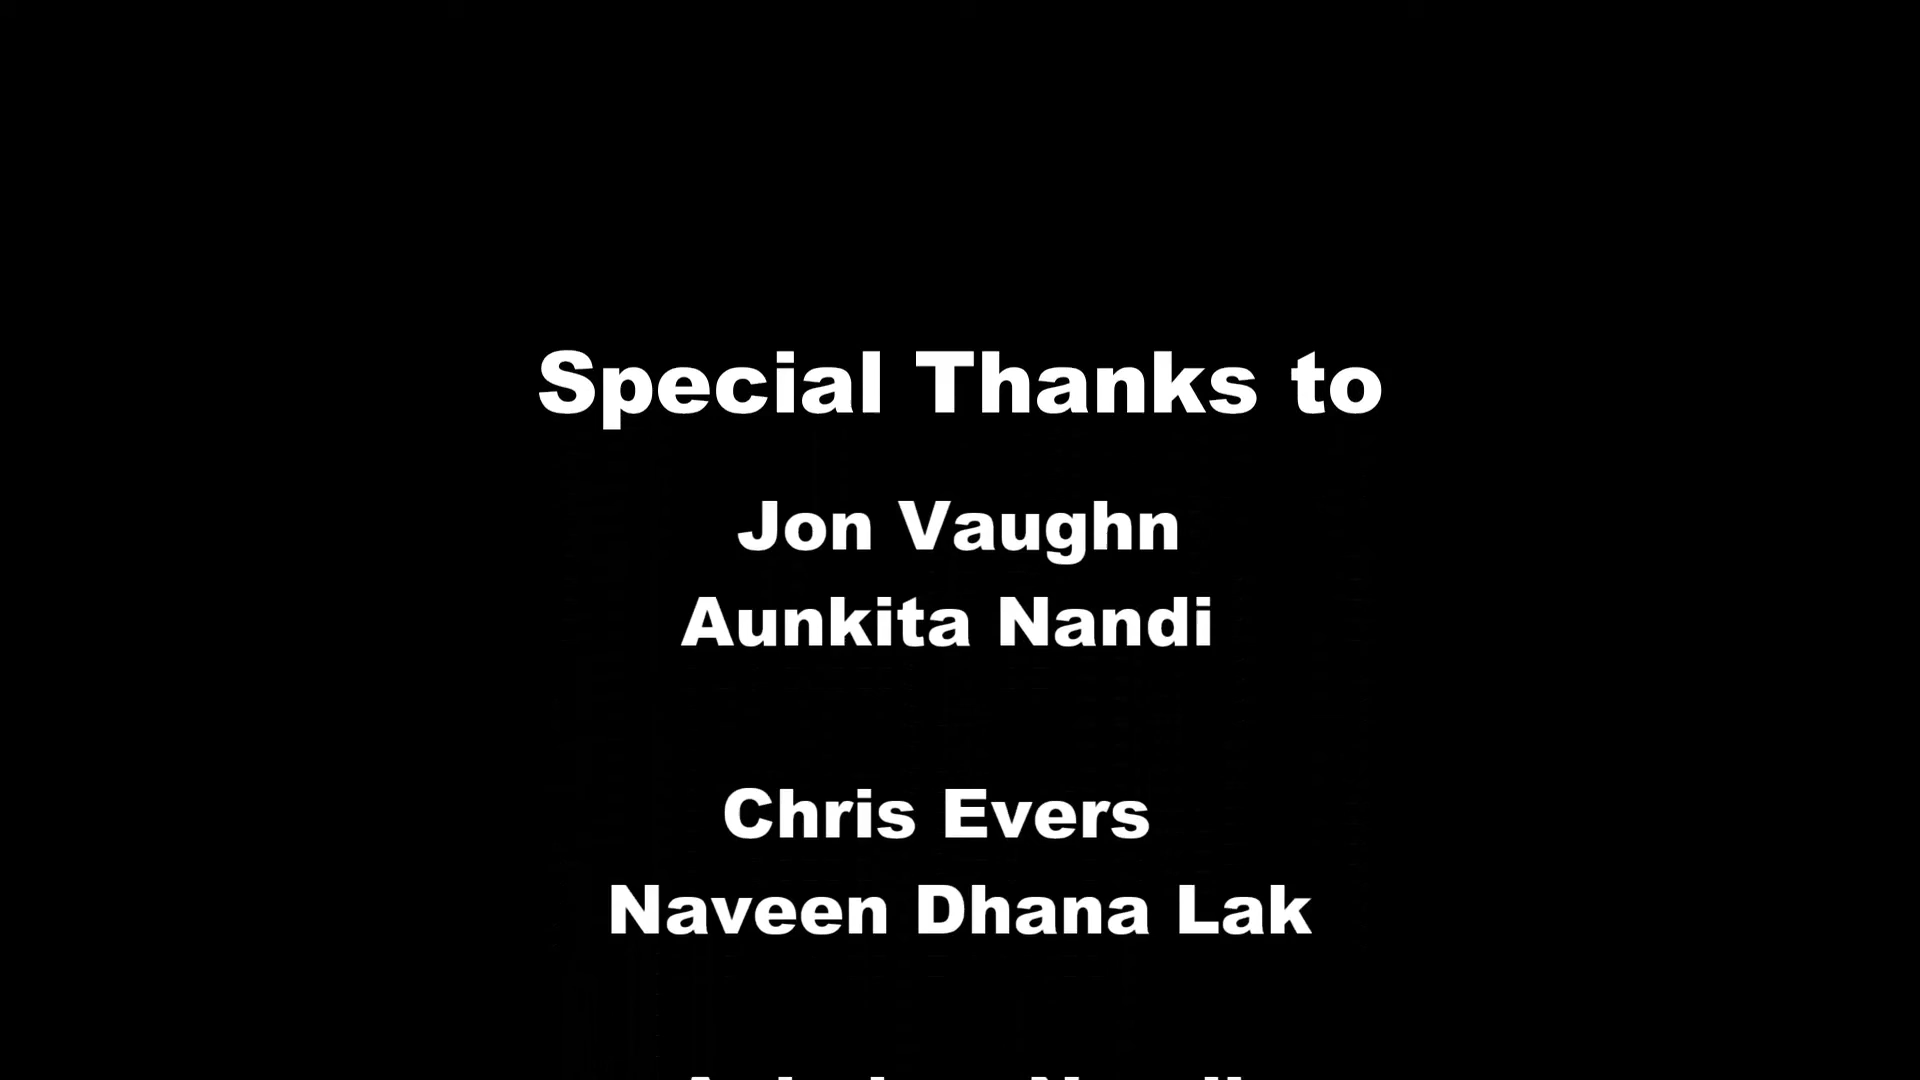 Special Thanks to
Jon Vaughn
Aunkita Nandi
Chris Evers
Naveen Dhana Lak